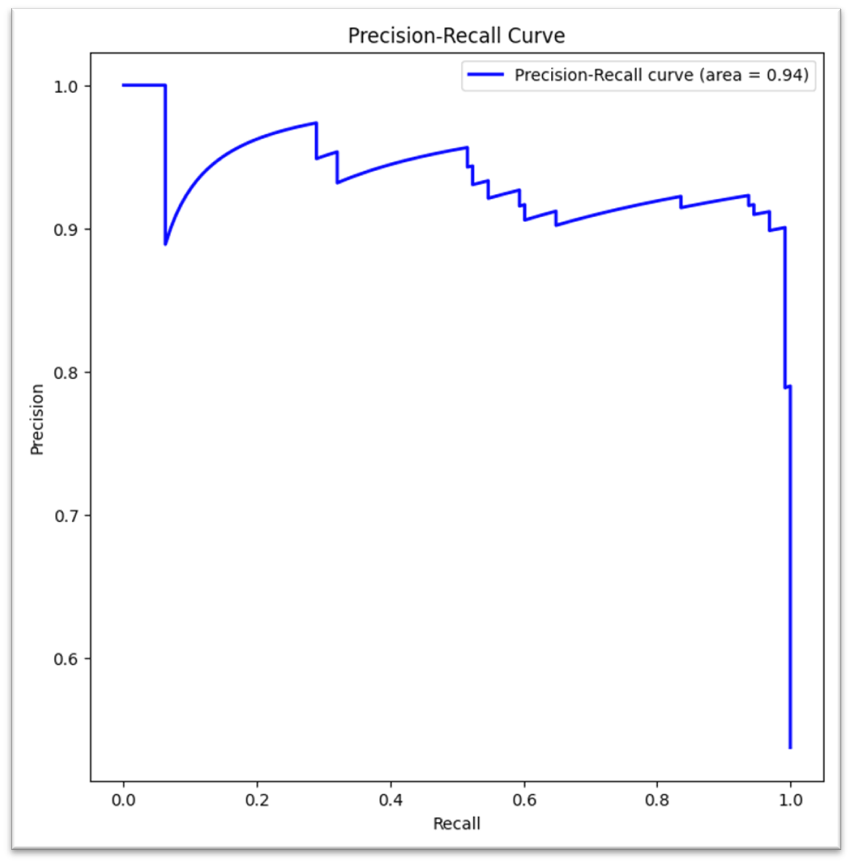 Precision-Recall Curve
Precision-Recall curve (area = 0.94)
1.0
0.9
0.8
0.7
0.6
Precision
0.0 0.2 0.4 0.6 0.8 1.0
Recall